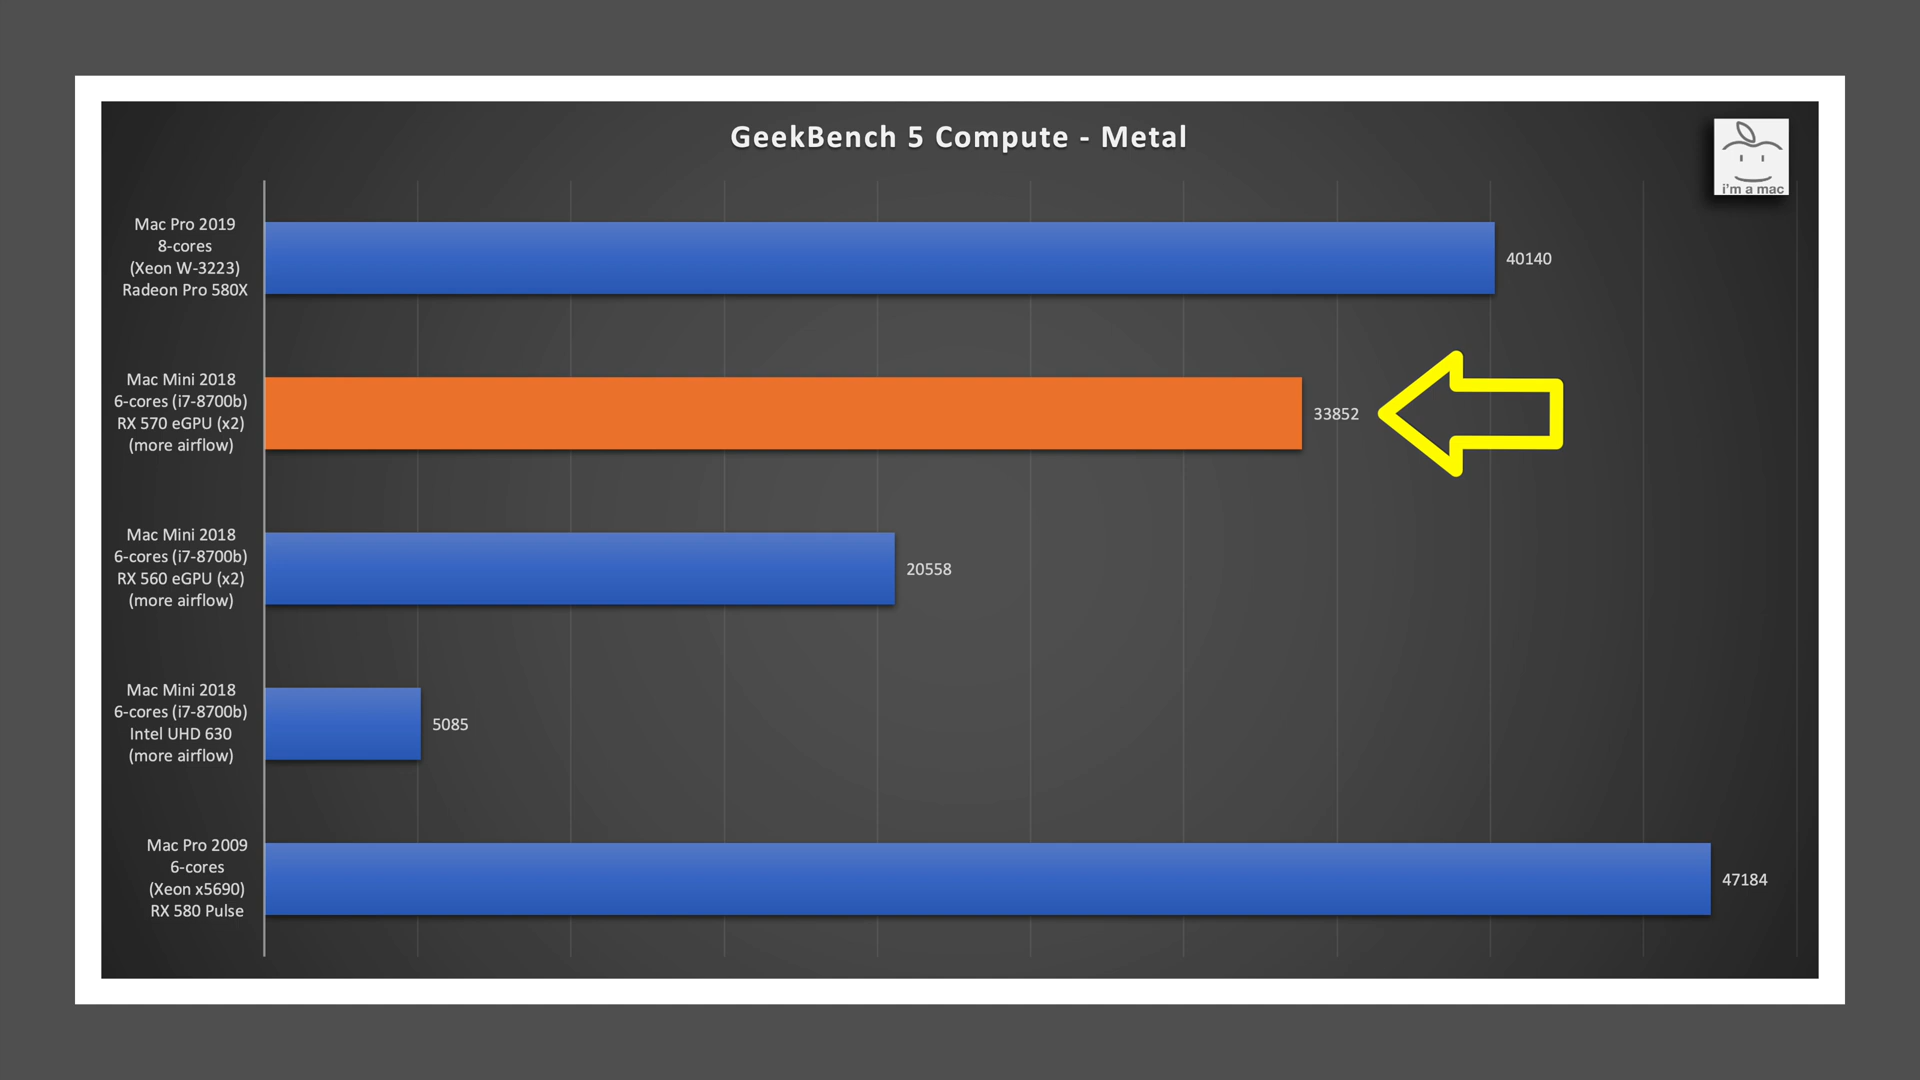 GeekBench 5 Compute - Metal
i'm a mac
Mac Pro 2019
8-cores
(Xeon W-3223)
Radeon Pro 580X
40140
Mac Mini 2018
6-cores (i7-8700b)
RX 570 eGPU (x2)
(more airflow)
33852
Mac Mini 2018
6-cores (i7-8700b)
RX 560 eGPU (x2)
(more airflow)
20558
Mac Mini 2018
6-cores (i7-8700b)
Intel UHD 630
(more airflow)
5085
Mac Pro 2009
6-cores
(Xeon x5690)
RX 580 Pulse
47184